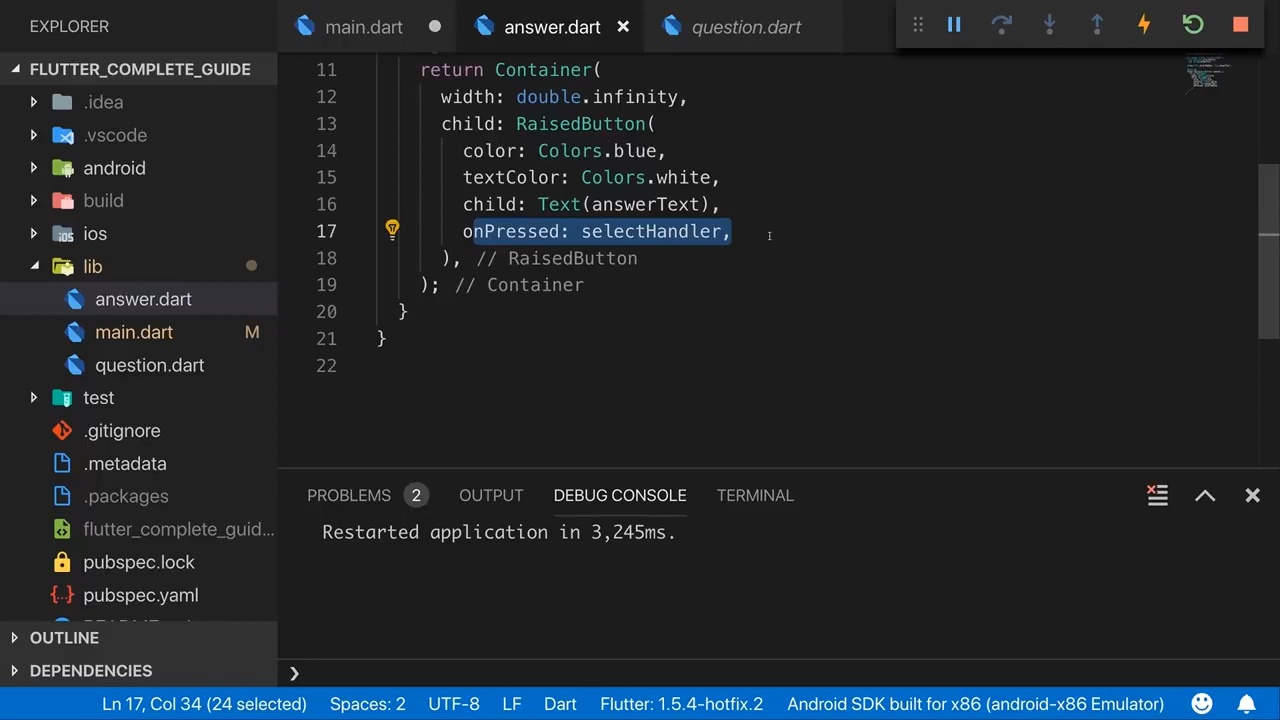 EXPLORER
main.dart
answer.dart
question.dart
FLUTTER_COMPLETE_GUIDE
.idea
.vscode
android
build
ios
lib
answer.dart
main.dart M
question.dart
test
.gitignore
.metadata
.packages
flutter_complete_guid...
pubspec.lock
pubspec.yaml
OUTLINE
DEPENDENCIES
11 return Container(
12 width: double.infinity,
13 child: RaisedButton(
14 color: Colors.blue,
15 textColor: Colors.white,
16 child: Text(answerText),
17 onPressed: selectHandler,
18 ), // RaisedButton
19 ); // Container
20 }
21 }
22
PROBLEMS 2 OUTPUT DEBUG CONSOLE TERMINAL
Restarted application in 3,245ms.
Ln 17, Col 34 (24 selected) Spaces: 2 UTF-8 LF Dart Flutter: 1.5.4-hotfix.2 Android SDK built for x86 (android-x86 Emulator)